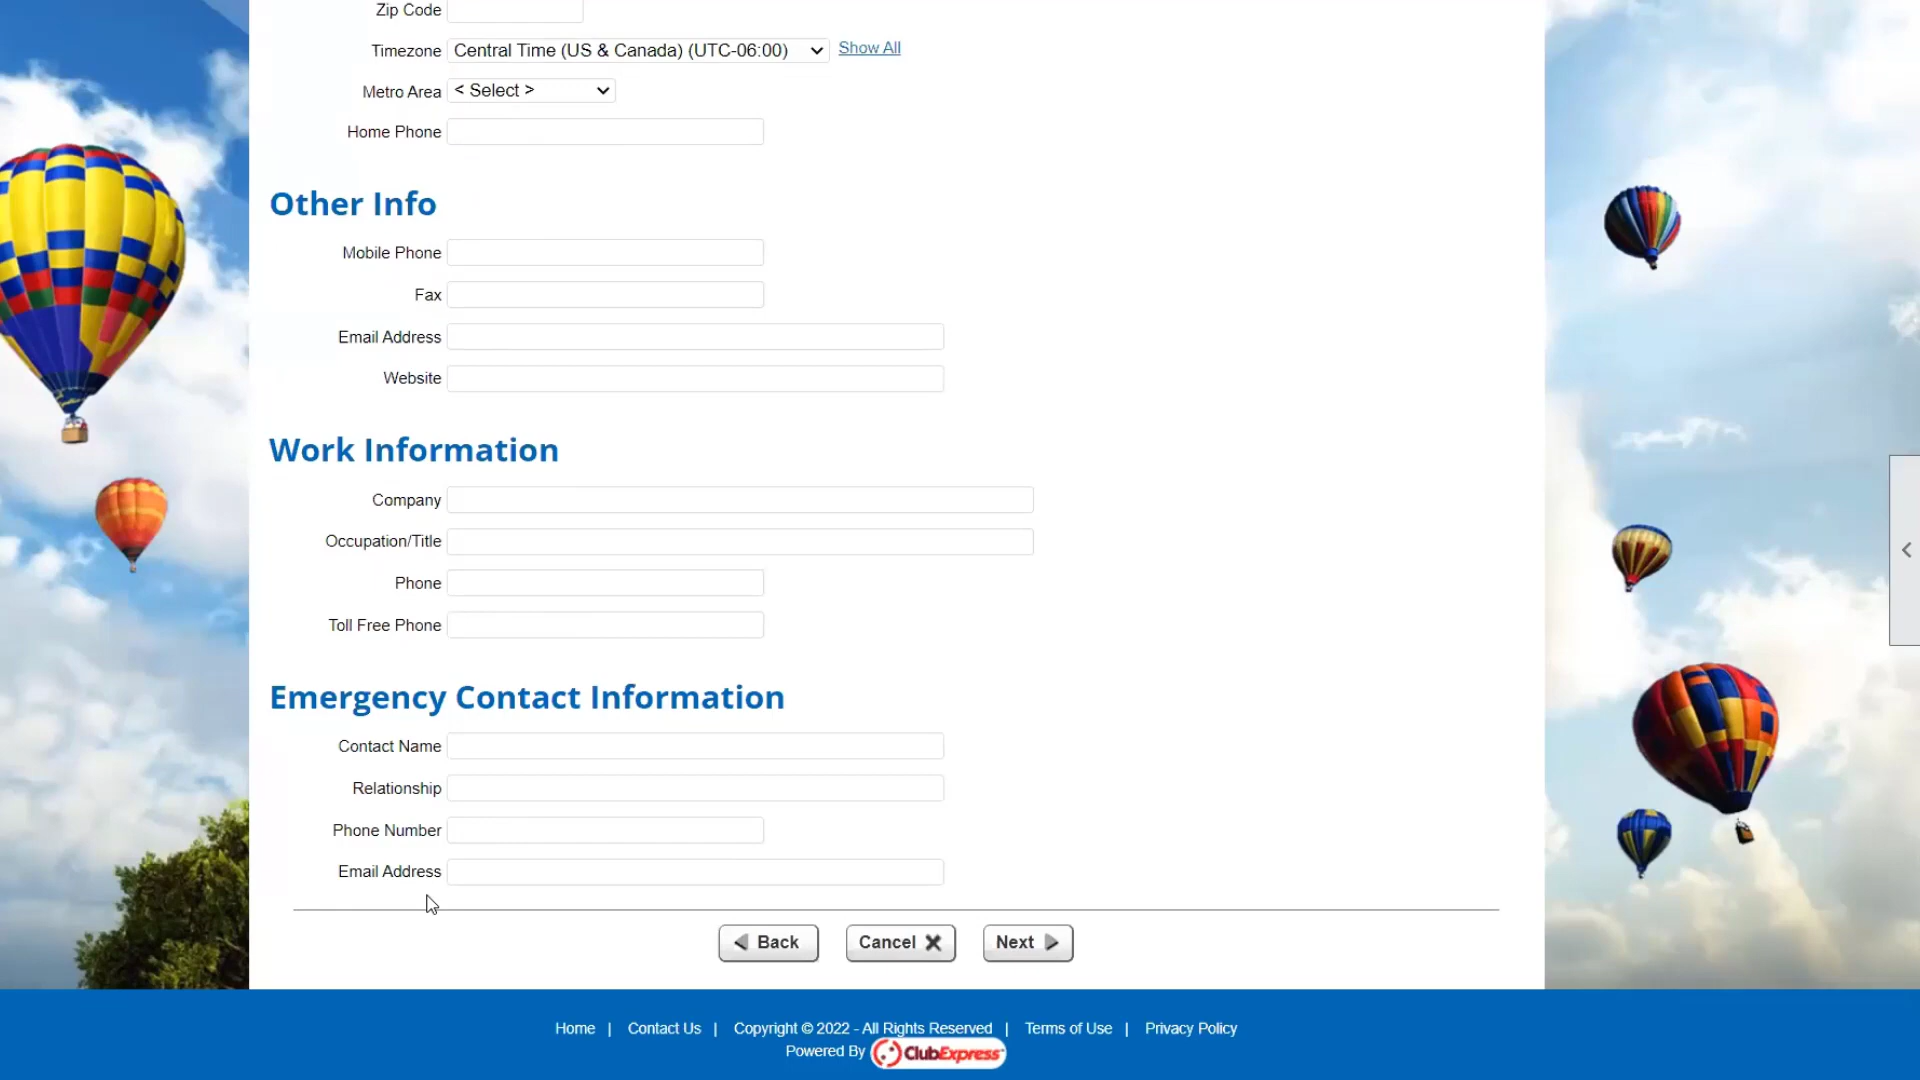 Zip Code
Timezone Central Time (US & Canada) (UTC-06:00) Show All
Metro Area < Select >
Home Phone
Other Info
Mobile Phone
Fax
Email Address
Website
Work Information
Company
Occupation/Title
Phone
Toll Free Phone
Emergency Contact Information
Contact Name
Relationship
Phone Number
Email Address
Back Cancel Next
Home | Contact Us | Copyright © 2022 - All Rights Reserved | Terms of Use | Privacy Policy
Powered By ClubExpress